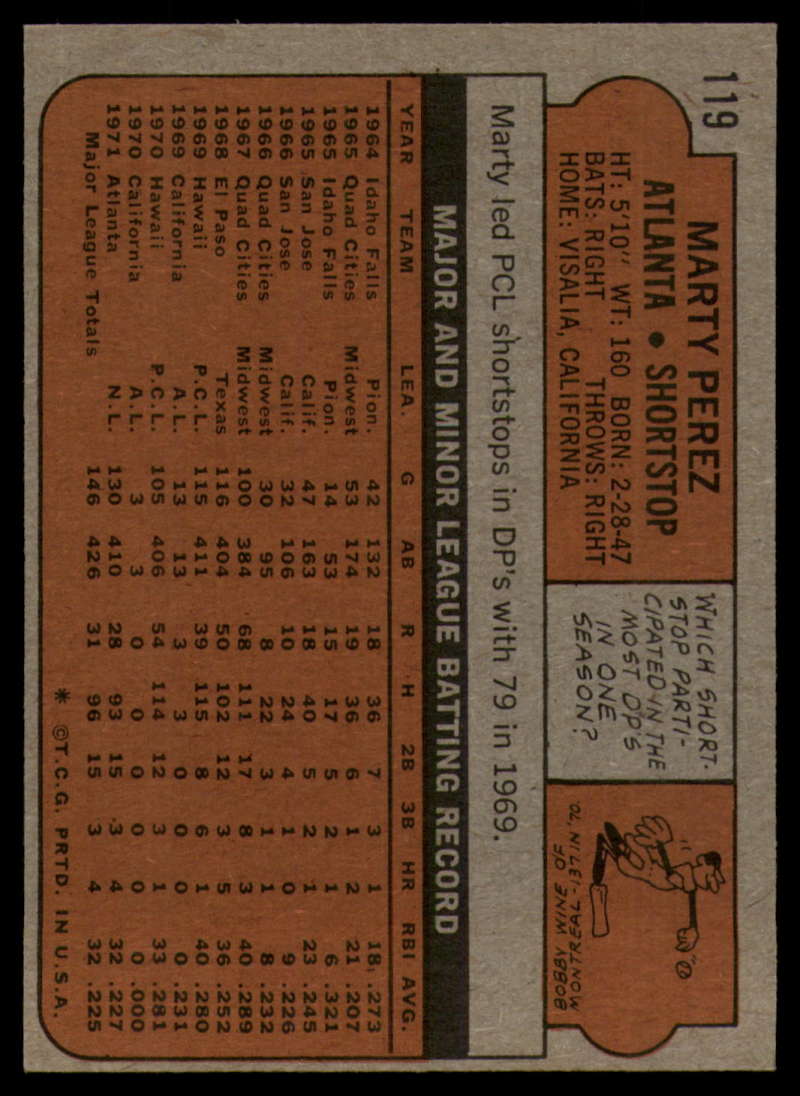 119
MARTY PEREZ
ATLANTA • SHORTSTOP
HT: 5'10" WT: 160 BORN: 2-28-47
BATS: RIGHT THROWS: RIGHT
HOME: VISALIA, CALIFORNIA
WHICH SHORT-
STOP PARTI-
CIPATED IN THE
MOST DP'S
IN ONE
SEASON?
BOBBY WINE OF
MONTREAL-137 IN '70
Marty led PCL shortstops in DP's with 79 in 1969.
MAJOR AND MINOR LEAGUE BATTING RECORD
YEAR TEAM LEA. G AB R H 2B 3B HR RBI AVG.
1964 Idaho Falls Pion. 42 132 18 36 7 3 1 18 .273
1965 Quad Cities Midwest 53 174 19 36 6 1 2 21 .207
1965 Idaho Falls Pion. 14 53 15 17 5 2 1 6 .321
1965 San Jose Calif. 47 163 18 40 5 2 1 23 .245
1966 San Jose Calif. 32 106 10 24 4 1 0 9 .226
1966 Quad Cities Midwest 30 95 8 22 3 1 1 8 .232
1967 Quad Cities Midwest 100 384 68 111 17 8 3 40 .289
1968 El Paso Texas 116 404 50 102 12 3 5 36 .252
1969 Hawaii P.C.L. 115 411 39 115 8 6 1 40 .280
1969 California A.L. 13 13 3 3 0 0 0 0 .231
1970 Hawaii P.C.L. 105 406 54 114 12 3 1 33 .281
1970 California A.L. 3 3 0 0 0 0 0 0 .000
1971 Atlanta N.L. 130 410 28 93 15 3 4 32 .227
Major League Totals 146 426 31 96 15 3 4 32 .225
* ©T.C.G. PRTD. IN U.S.A.